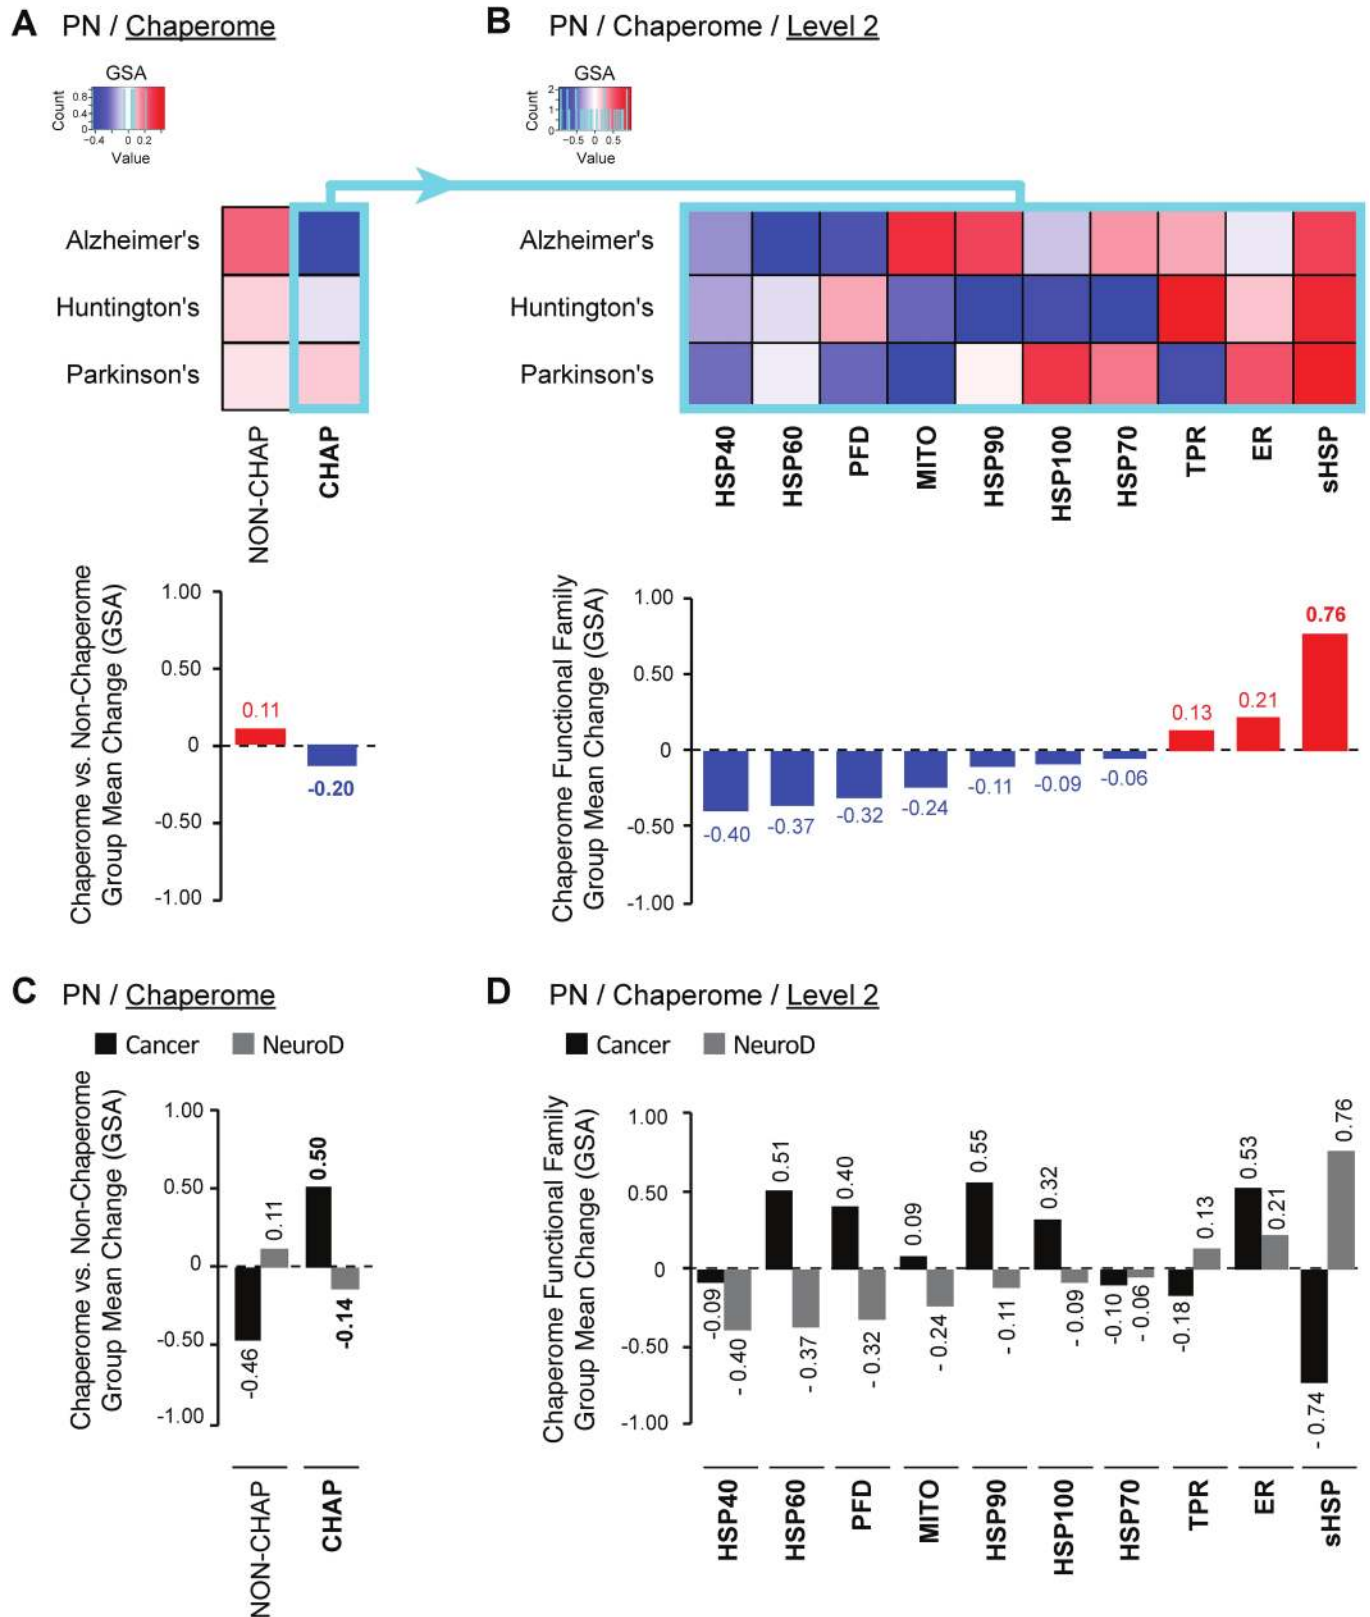 A PN / Chaperome
B PN / Chaperome / Level 2
GSA
Count
0.8
0.4
0
-0.4 0 0.2
Value
GSA
Count
2
1
0
-0.5 0 0.5
Value
Alzheimer's
Huntington's
Parkinson's
NON-CHAP
CHAP
Alzheimer's
Huntington's
Parkinson's
HSP40
HSP60
PFD
MITO
HSP90
HSP100
HSP70
TPR
ER
sHSP
Chaperome vs. Non-Chaperome
Group Mean Change (GSA)
1.00
0.50
0
-0.50
-1.00
0.11
-0.20
Chaperome Functional Family
Group Mean Change (GSA)
1.00
0.50
0
-0.50
-1.00
-0.40
-0.37
-0.32
-0.24
-0.11
-0.09
-0.06
0.13
0.21
0.76
C PN / Chaperome
Cancer NeuroD
Chaperome vs. Non-Chaperome
Group Mean Change (GSA)
1.00
0.50
0
-0.50
-1.00
-0.46
0.11
0.50
-0.14
NON-CHAP
CHAP
D PN / Chaperome / Level 2
Cancer NeuroD
Chaperome Functional Family
Group Mean Change (GSA)
1.00
0.50
0
-0.50
-1.00
-0.09
- 0.40
0.51
- 0.37
0.40
- 0.32
0.09
- 0.24
0.55
- 0.11
0.32
- 0.09
-0.10
- 0.06
-0.18
0.13
0.53
0.21
- 0.74
0.76
HSP40
HSP60
PFD
MITO
HSP90
HSP100
HSP70
TPR
ER
sHSP